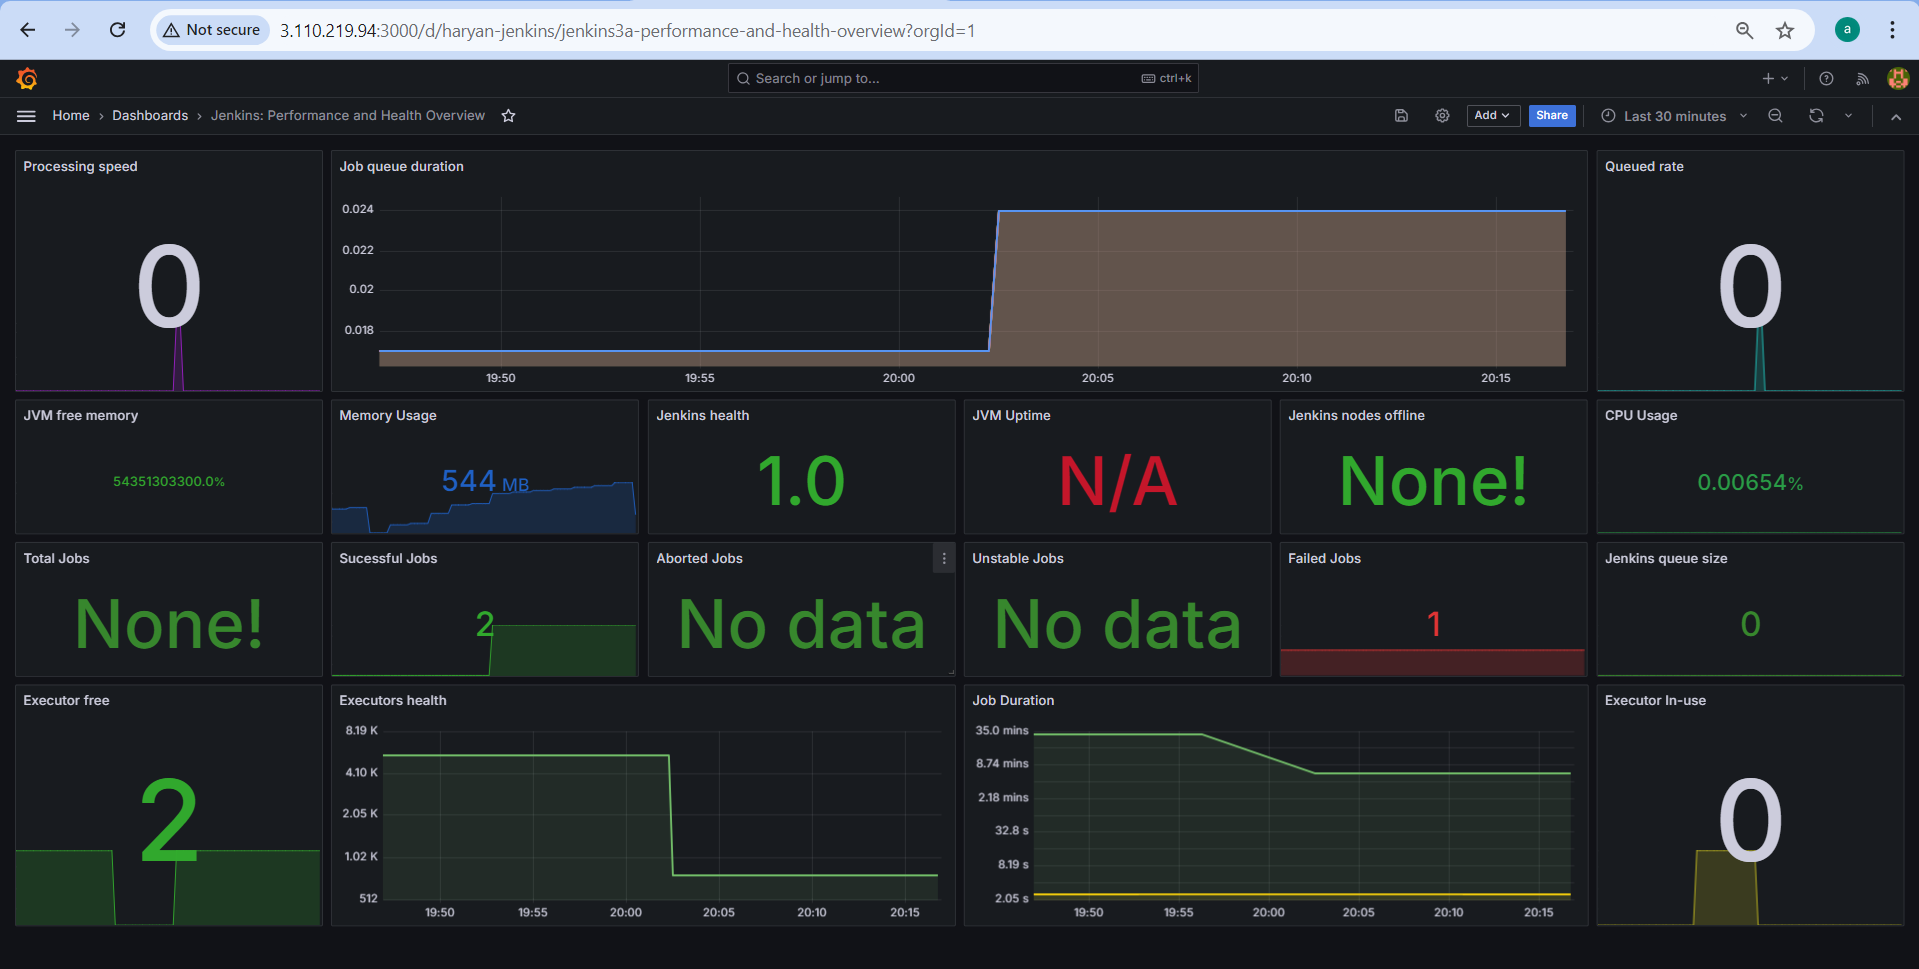 Not secure
3.110.219.94:3000/d/haryan-jenkins/jenkins3a-performance-and-health-overview?orgId=1
a
Search or jump to...
ctrl+k
Home › Dashboards › Jenkins: Performance and Health Overview
Add
Share
Last 30 minutes
Processing speed
0
Job queue duration
0.024
0.022
0.02
0.018
19:50
19:55
20:00
20:05
20:10
20:15
Queued rate
0
JVM free memory
54351303300.0%
Memory Usage
544 MB
Jenkins health
1.0
JVM Uptime
N/A
Jenkins nodes offline
None!
CPU Usage
0.00654%
Total Jobs
None!
Sucessful Jobs
2
Aborted Jobs
No data
Unstable Jobs
No data
Failed Jobs
1
Jenkins queue size
0
Executor free
2
Executors health
8.19 K
4.10 K
2.05 K
1.02 K
512
19:50
19:55
20:00
20:05
20:10
20:15
Job Duration
35.0 mins
8.74 mins
2.18 mins
32.8 s
8.19 s
2.05 s
19:50
19:55
20:00
20:05
20:10
20:15
Executor In-use
0